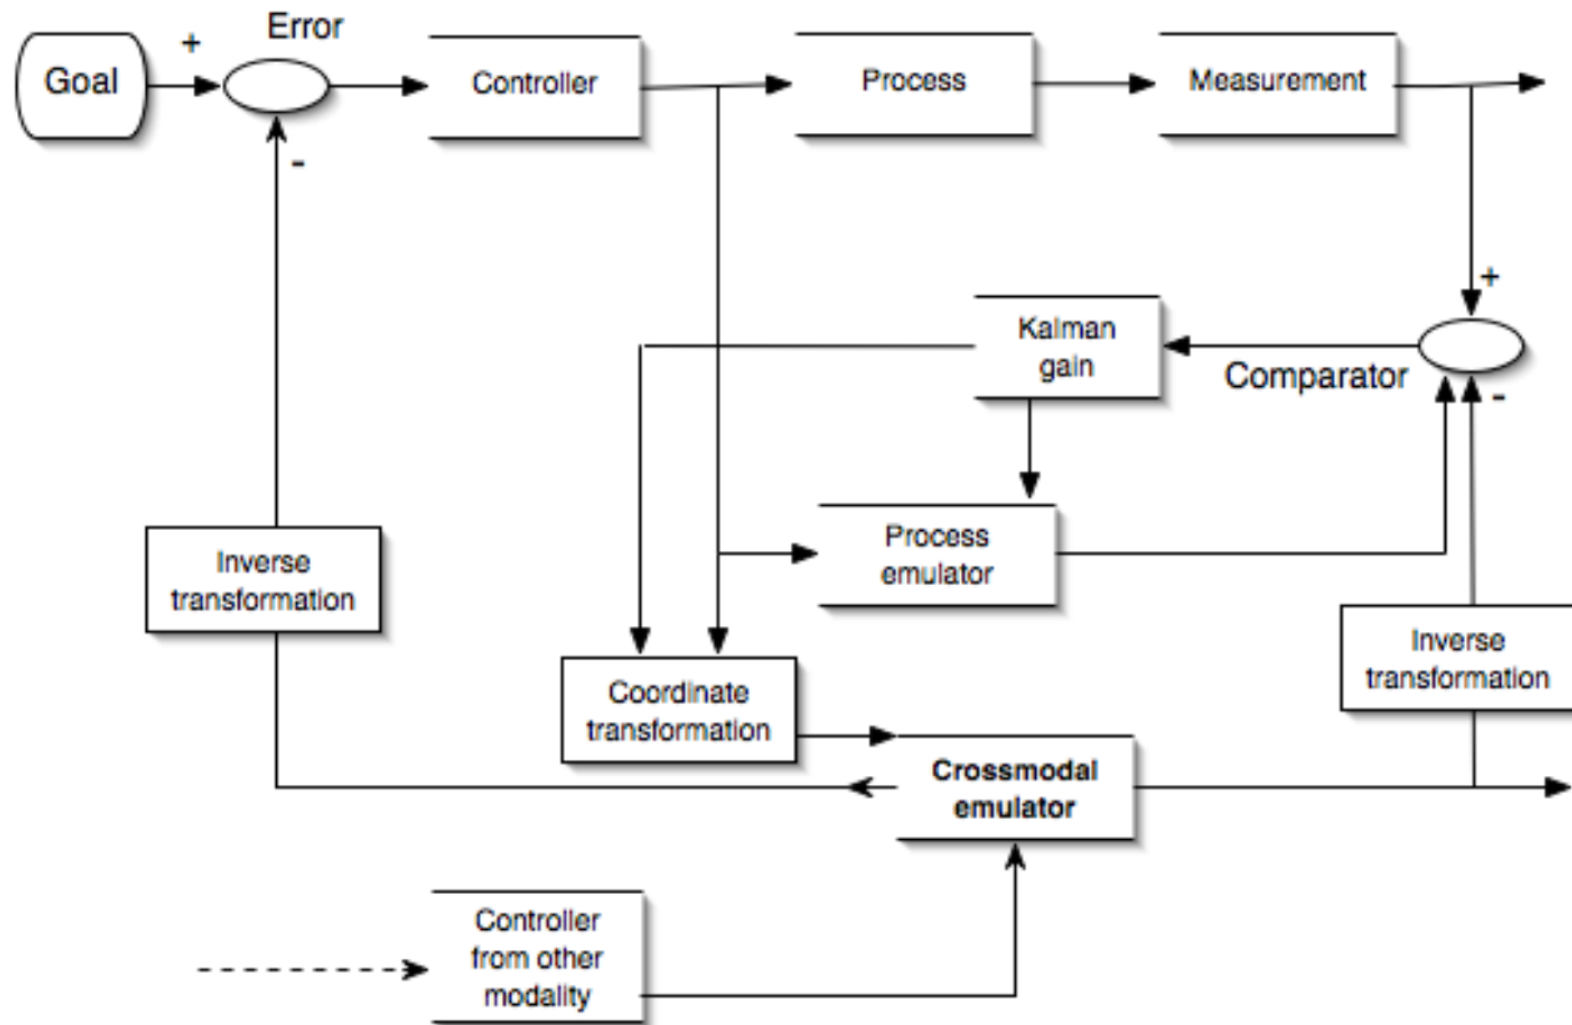 Error
+
Goal
Controller
Process
Measurement
-
+
Kalman
gain
Comparator
-
Process
emulator
Inverse
transformation
Inverse
transformation
Coordinate
transformation
Crossmodal
emulator
Controller
from other
modality